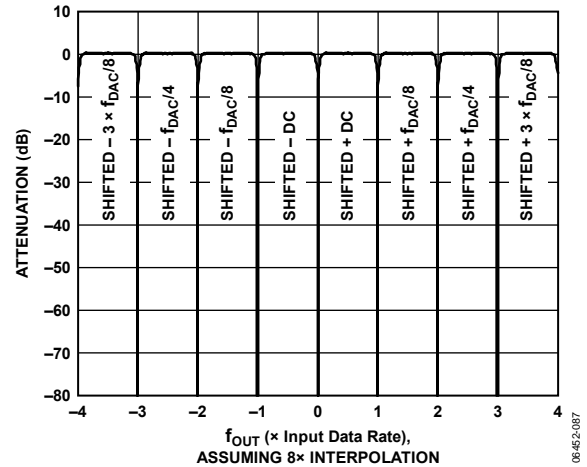 10
0
–10
–20
–30
–40
–50
–60
–70
–80
ATTENUATION (dB)
SHIFTED – 3 × fDAC/8
SHIFTED – fDAC/4
SHIFTED – fDAC/8
SHIFTED – DC
SHIFTED + DC
SHIFTED + fDAC/8
SHIFTED + fDAC/4
SHIFTED + 3 × fDAC/8
–4 –3 –2 –1 0 1 2 3 4
fOUT (× Input Data Rate),
ASSUMING 8× INTERPOLATION
06452-087